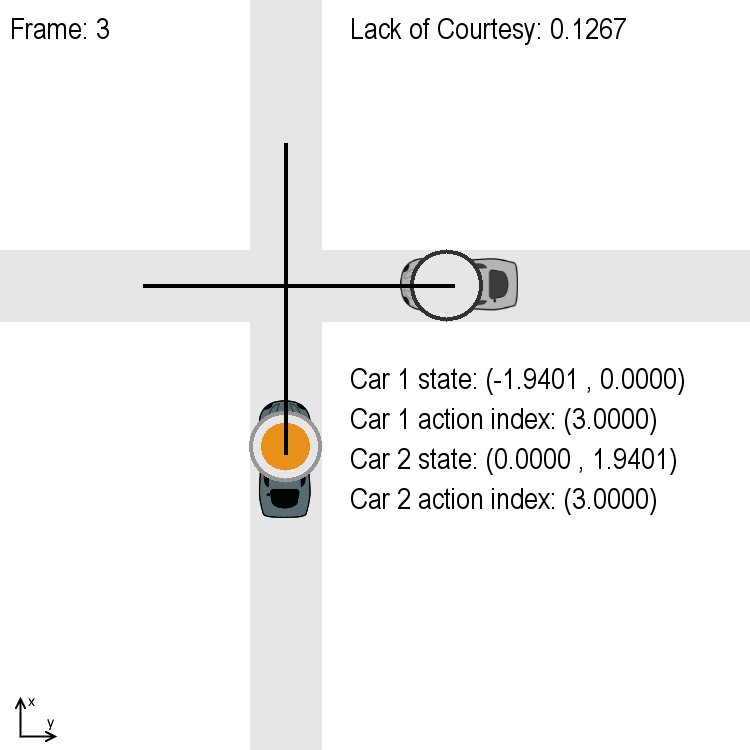 Frame: 3
Lack of Courtesy: 0.1267
Car 1 state: (-1.9401 , 0.0000)
Car 1 action index: (3.0000)
Car 2 state: (0.0000 , 1.9401)
Car 2 action index: (3.0000)
x
y